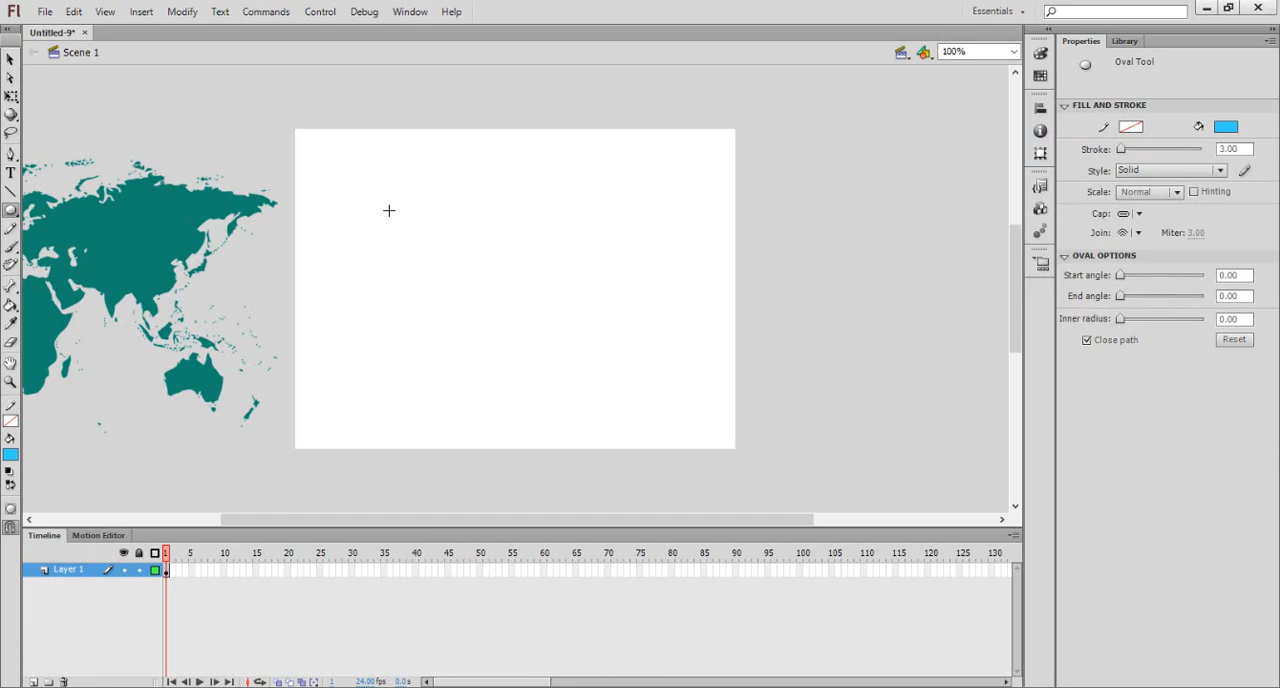 Fl File Edit View Insert Modify Text Commands Control Debug Window Help Essentials
Untitled-9* ×
Scene 1 100%
Properties Library
Oval Tool
FILL AND STROKE
Stroke: 3.00
Style: Solid
Scale: Normal Hinting
Cap:
Join: Miter: 3.00
OVAL OPTIONS
Start angle: 0.00
End angle: 0.00
Inner radius: 0.00
Close path Reset
T
Timeline Motion Editor
1 5 10 15 20 25 30 35 40 45 50 55 60 65 70 75 80 85 90 95 100 105 110 115 120 125 130
Layer 1
1 24.00fps 0.0s